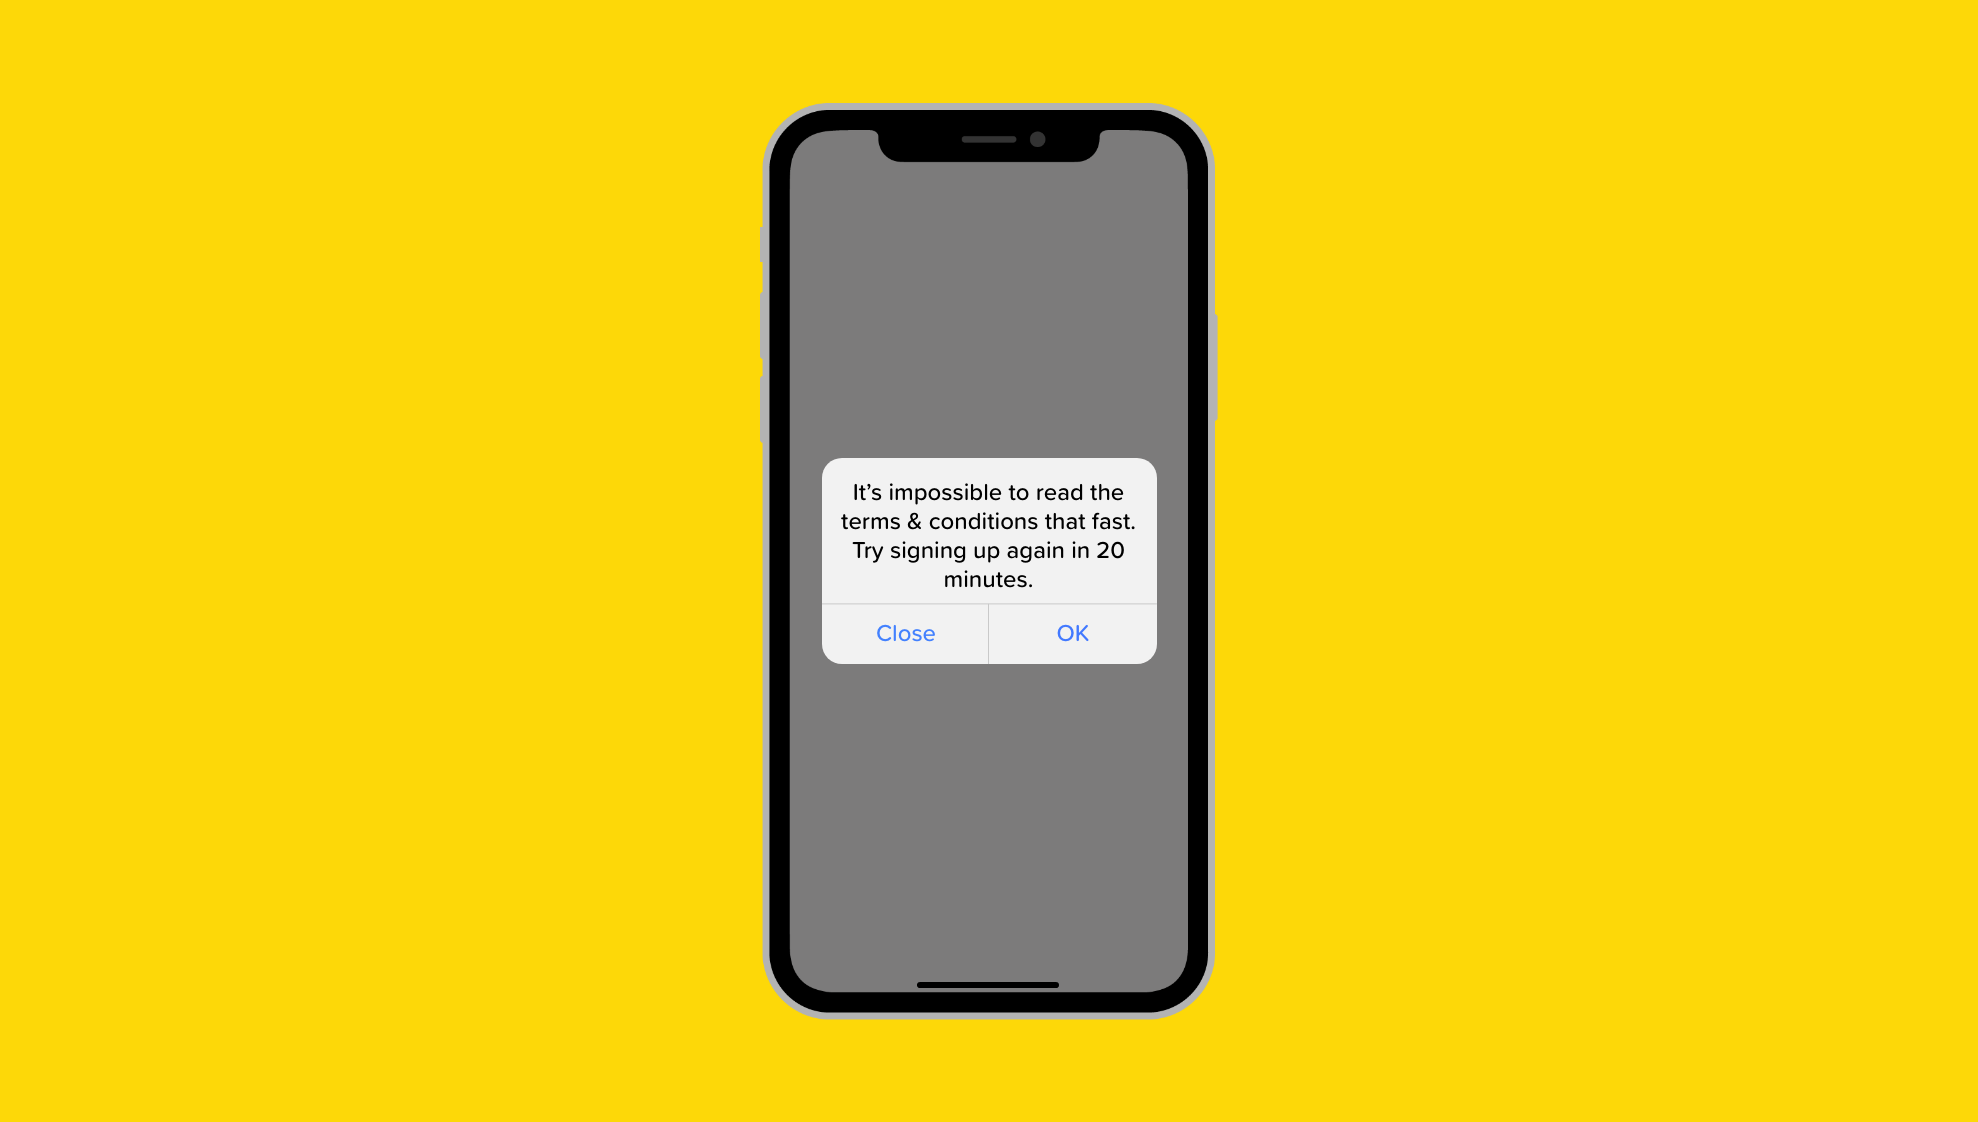 It’s impossible to read the
terms & conditions that fast.
Try signing up again in 20
minutes.
Close
OK